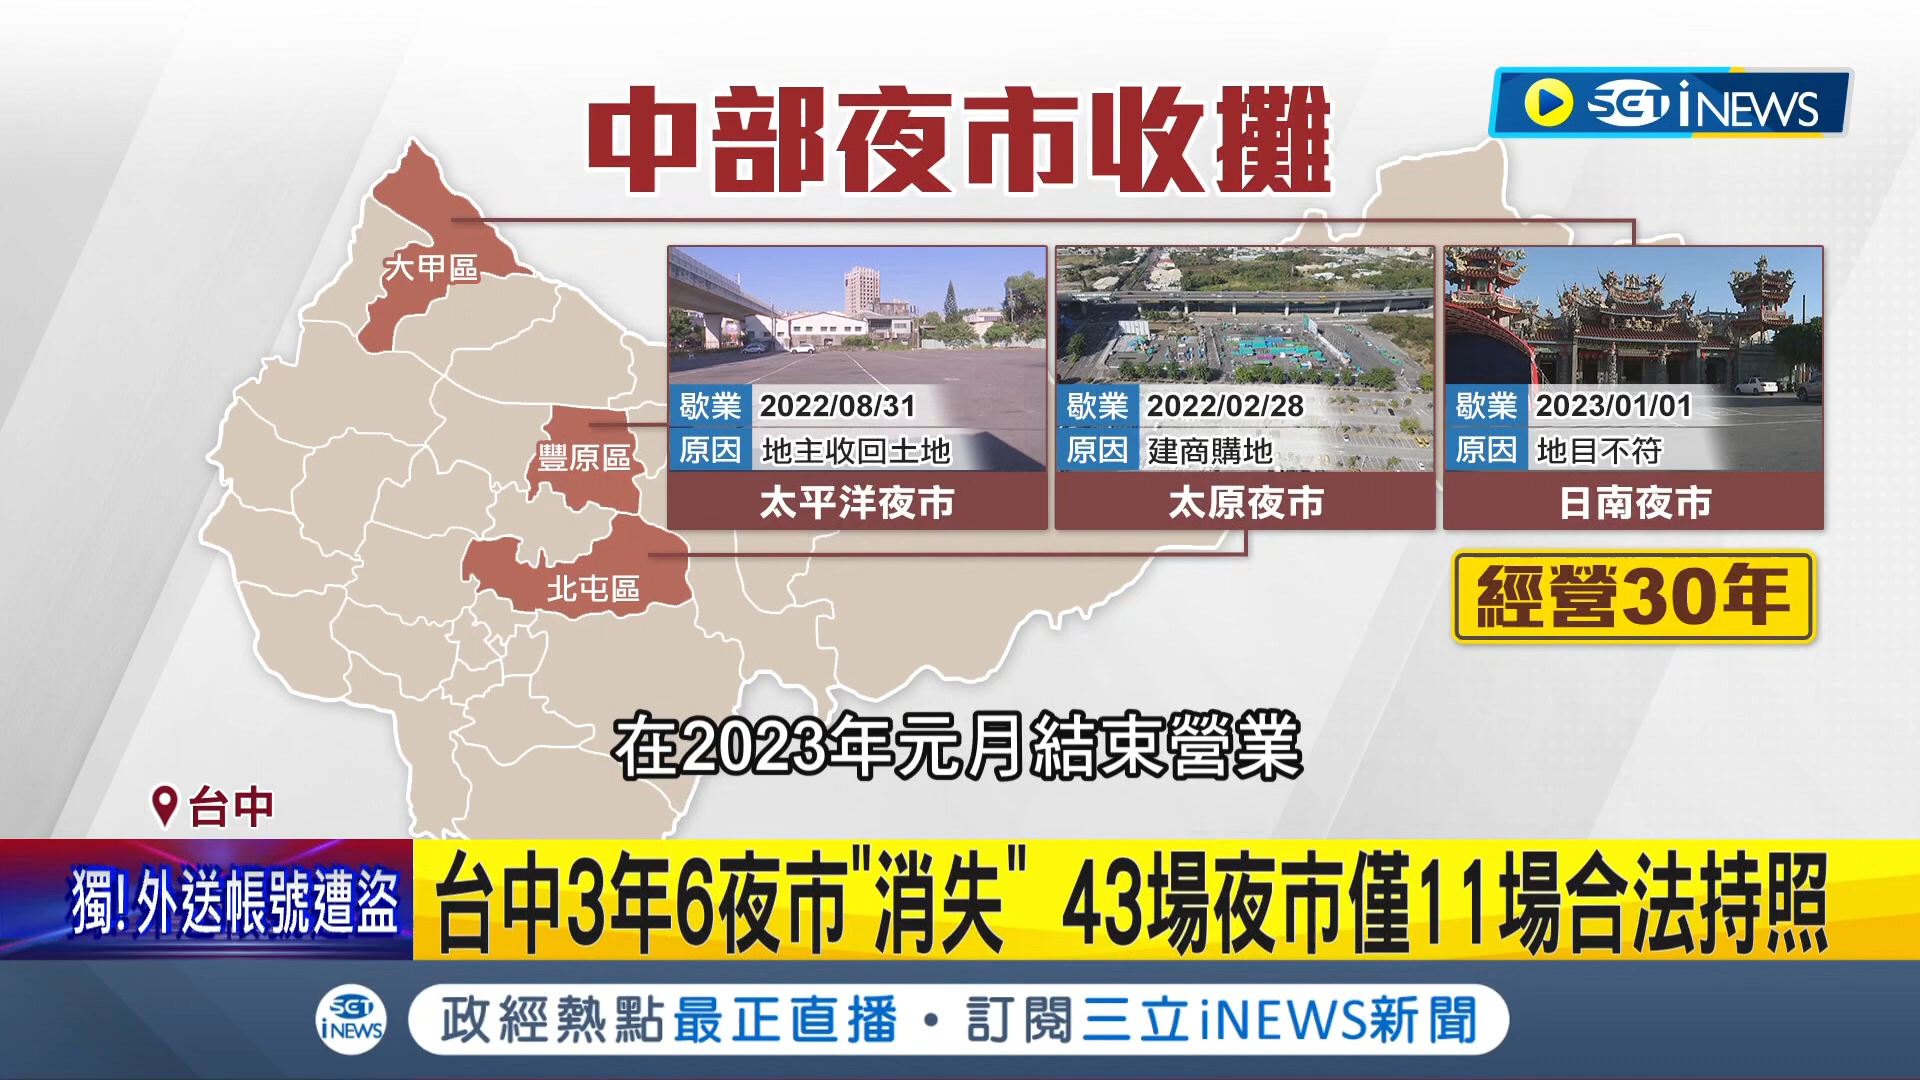 中部夜市收攤
SETiNEWS
大甲區
豐原區
北屯區
歇業 2022/08/31
原因 地主收回土地
太平洋夜市
歇業 2022/02/28
原因 建商購地
太原夜市
歇業 2023/01/01
原因 地目不符
日南夜市
經營30年
在2023年元月結束營業
台中
獨!外送帳號遭盜
台中3年6夜市"消失" 43場夜市僅11場合法持照
SET iNEWS
政經熱點最正直播・訂閱三立iNEWS新聞